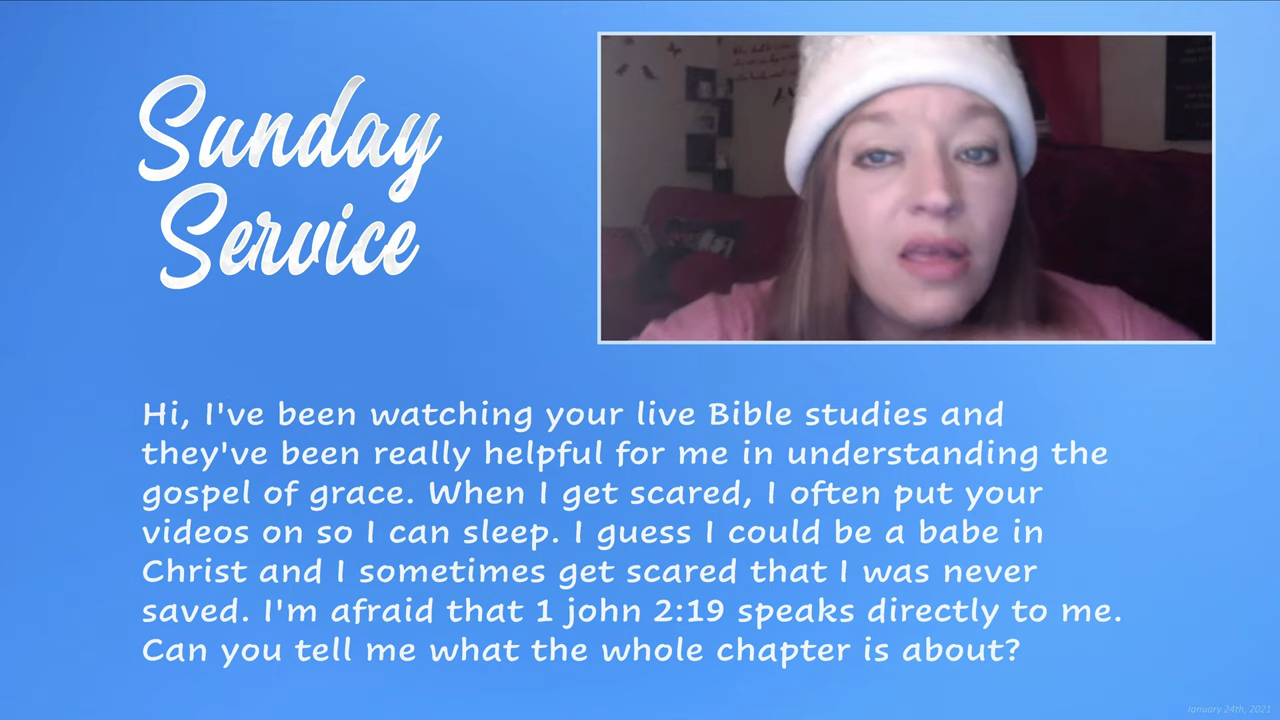 Sunday
Service
Hi, I've been watching your live Bible studies and
they've been really helpful for me in understanding the
gospel of grace. When I get scared, I often put your
videos on so I can sleep. I guess I could be a babe in
Christ and I sometimes get scared that I was never
saved. I'm afraid that 1 john 2:19 speaks directly to me.
Can you tell me what the whole chapter is about?
January 24th, 2021